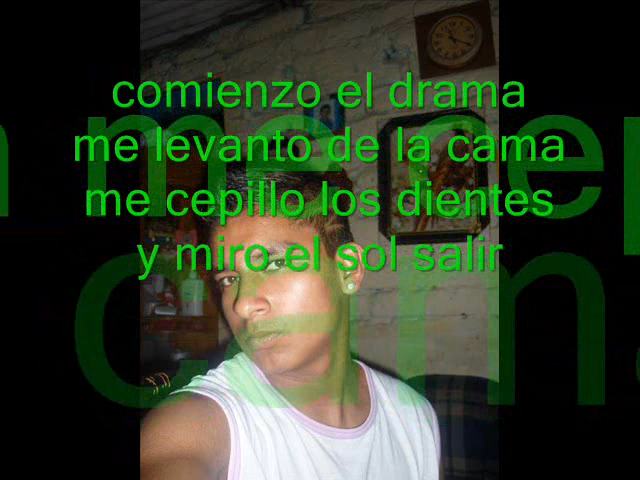 comienzo el drama
me levanto de la cama
me cepillo los dientes
y miro el sol salir